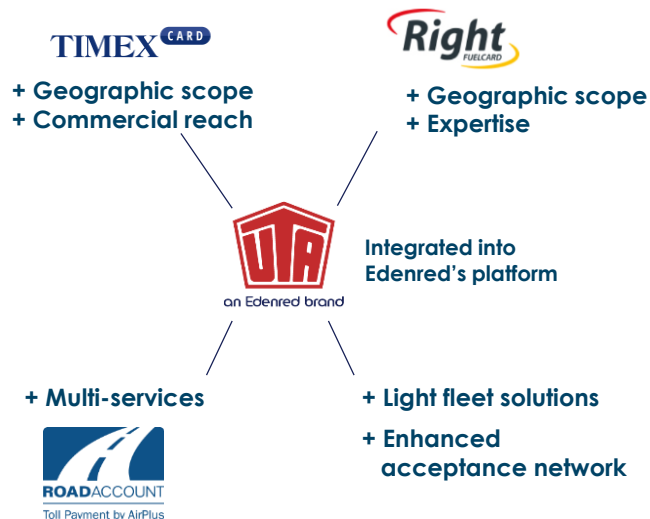 TIMEX CARD
Right
FUELCARD
+ Geographic scope
+ Commercial reach
+ Geographic scope
+ Expertise
UTA
an Edenred brand
Integrated into
Edenred's platform
+ Multi-services
ROADACCOUNT
Toll Payment by AirPlus
+ Light fleet solutions
+ Enhanced
acceptance network